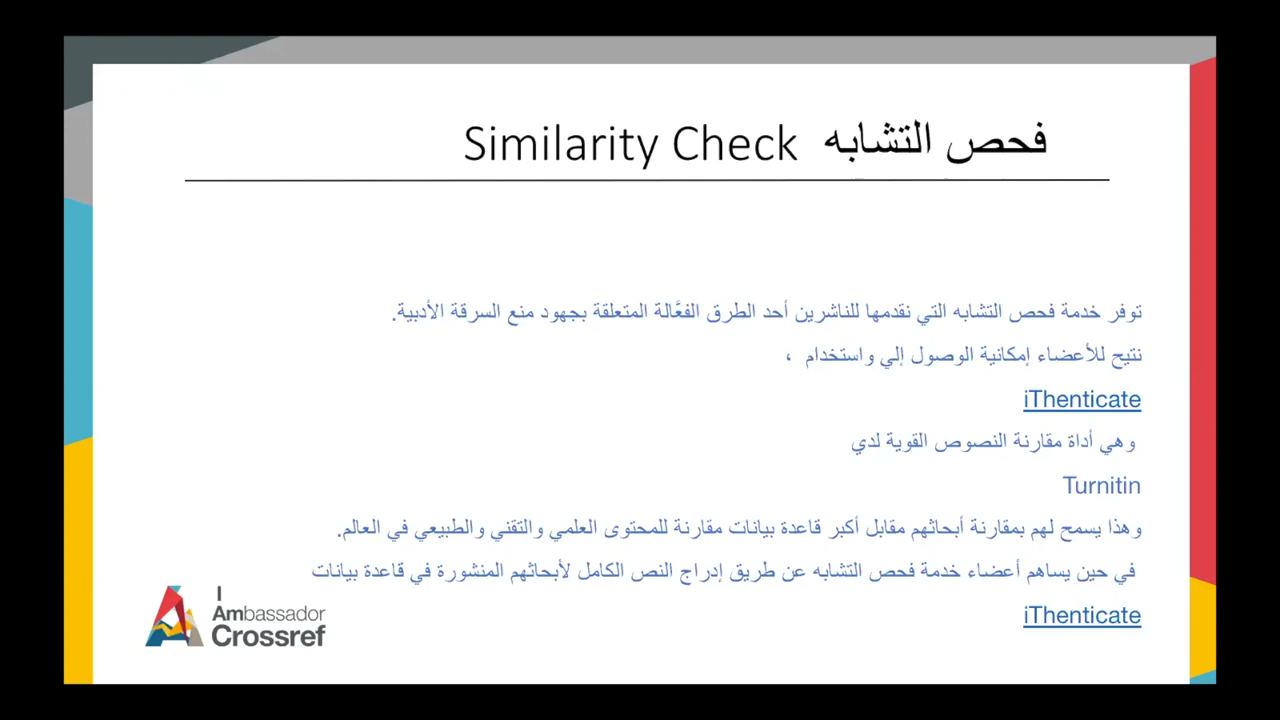 فحص التشابه Similarity Check
توفر خدمة فحص التشابه التي نقدمها للناشرين أحد الطرق الفعَّالة المتعلقة بجهود منع السرقة الأدبية.
نتيح للأعضاء إمكانية الوصول إلي واستخدام ،
iThenticate
وهي أداة مقارنة النصوص القوية لدي
Turnitin
وهذا يسمح لهم بمقارنة أبحاثهم مقابل أكبر قاعدة بيانات مقارنة للمحتوى العلمي والتقني والطبيعي في العالم.
في حين يساهم أعضاء خدمة فحص التشابه عن طريق إدراج النص الكامل لأبحاثهم المنشورة في قاعدة بيانات
iThenticate
I
Ambassador
Crossref